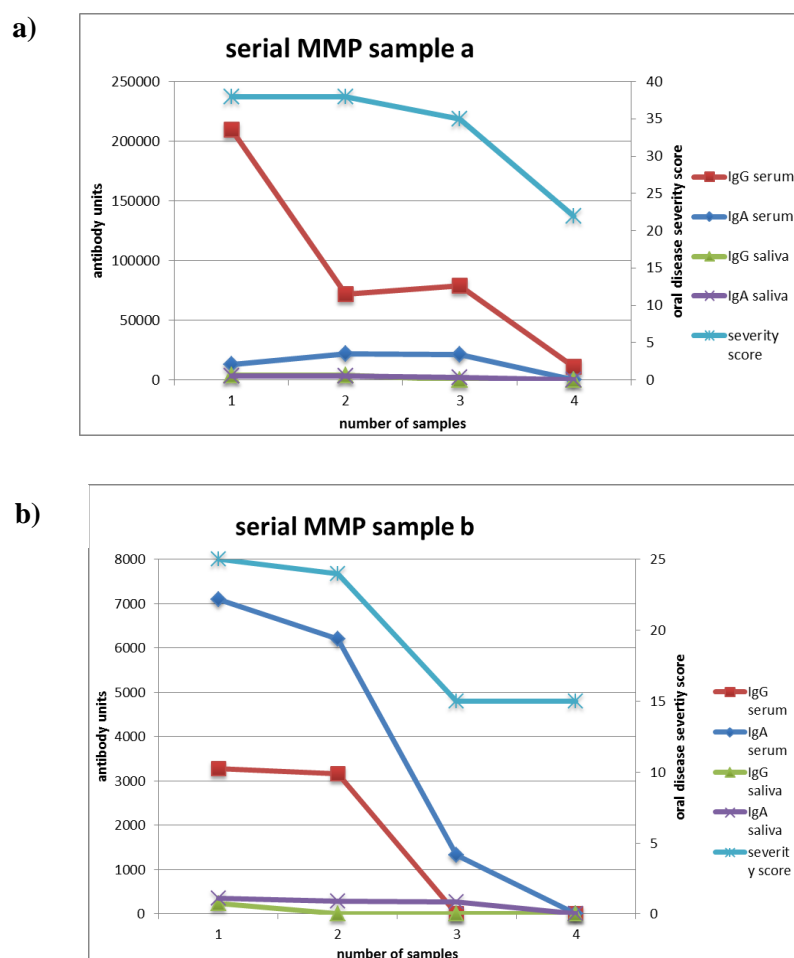 a)
serial MMP sample a
250000
200000
150000
100000
50000
0
antibody units
40
35
30
25
20
15
10
5
0
oral disease severity score
1 2 3 4
number of samples
IgG serum
IgA serum
IgG saliva
IgA saliva
severity
score
b)
serial MMP sample b
8000
7000
6000
5000
4000
3000
2000
1000
0
antibody units
25
20
15
10
5
0
oral disease severtiy score
1 2 3 4
number of samples
IgG
serum
IgA
serum
IgG
saliva
IgA
saliva
severit
y score